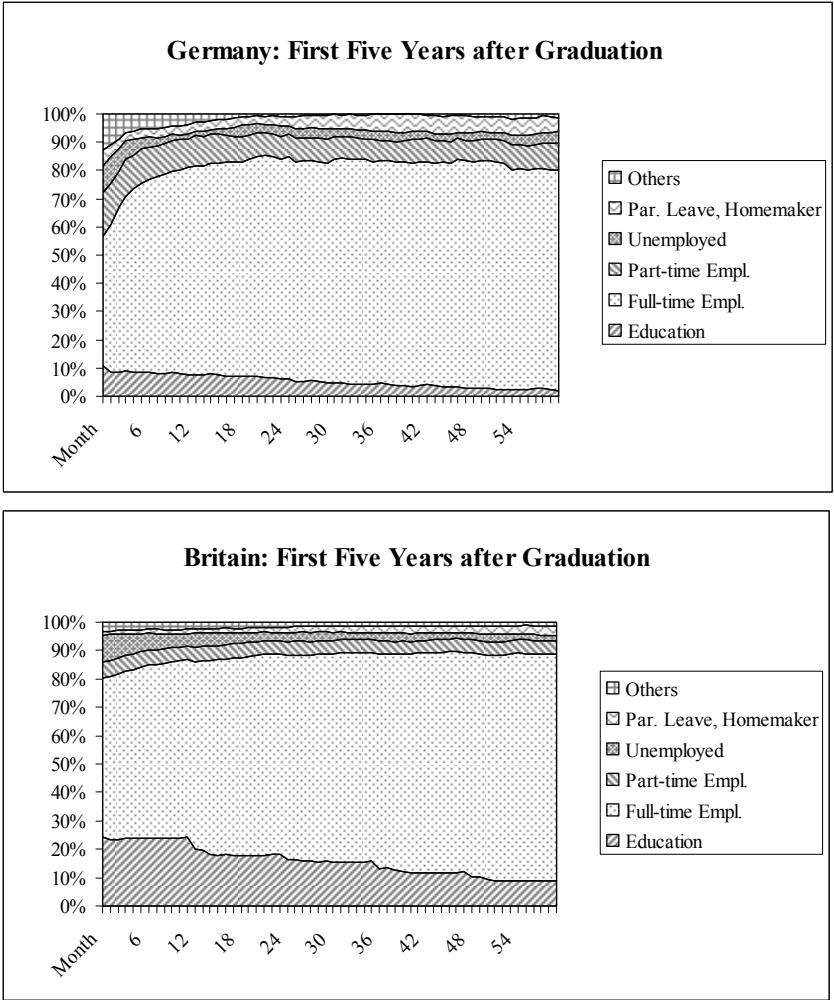 Germany: First Five Years after Graduation
100%
90%
80%
70%
60%
50%
40%
30%
20%
10%
0%
Month
6
12
18
24
30
36
42
48
54
Others
Par. Leave, Homemaker
Unemployed
Part-time Empl.
Full-time Empl.
Education
Britain: First Five Years after Graduation
100%
90%
80%
70%
60%
50%
40%
30%
20%
10%
0%
Month
6
12
18
24
30
36
42
48
54
Others
Par. Leave, Homemaker
Unemployed
Part-time Empl.
Full-time Empl.
Education